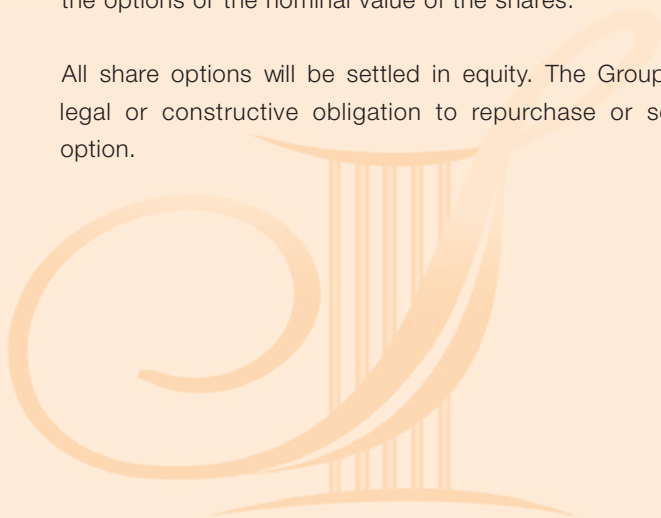 the options or the nominal value of the shares.
All share options will be settled in equity. The Group
legal or constructive obligation to repurchase or
option.